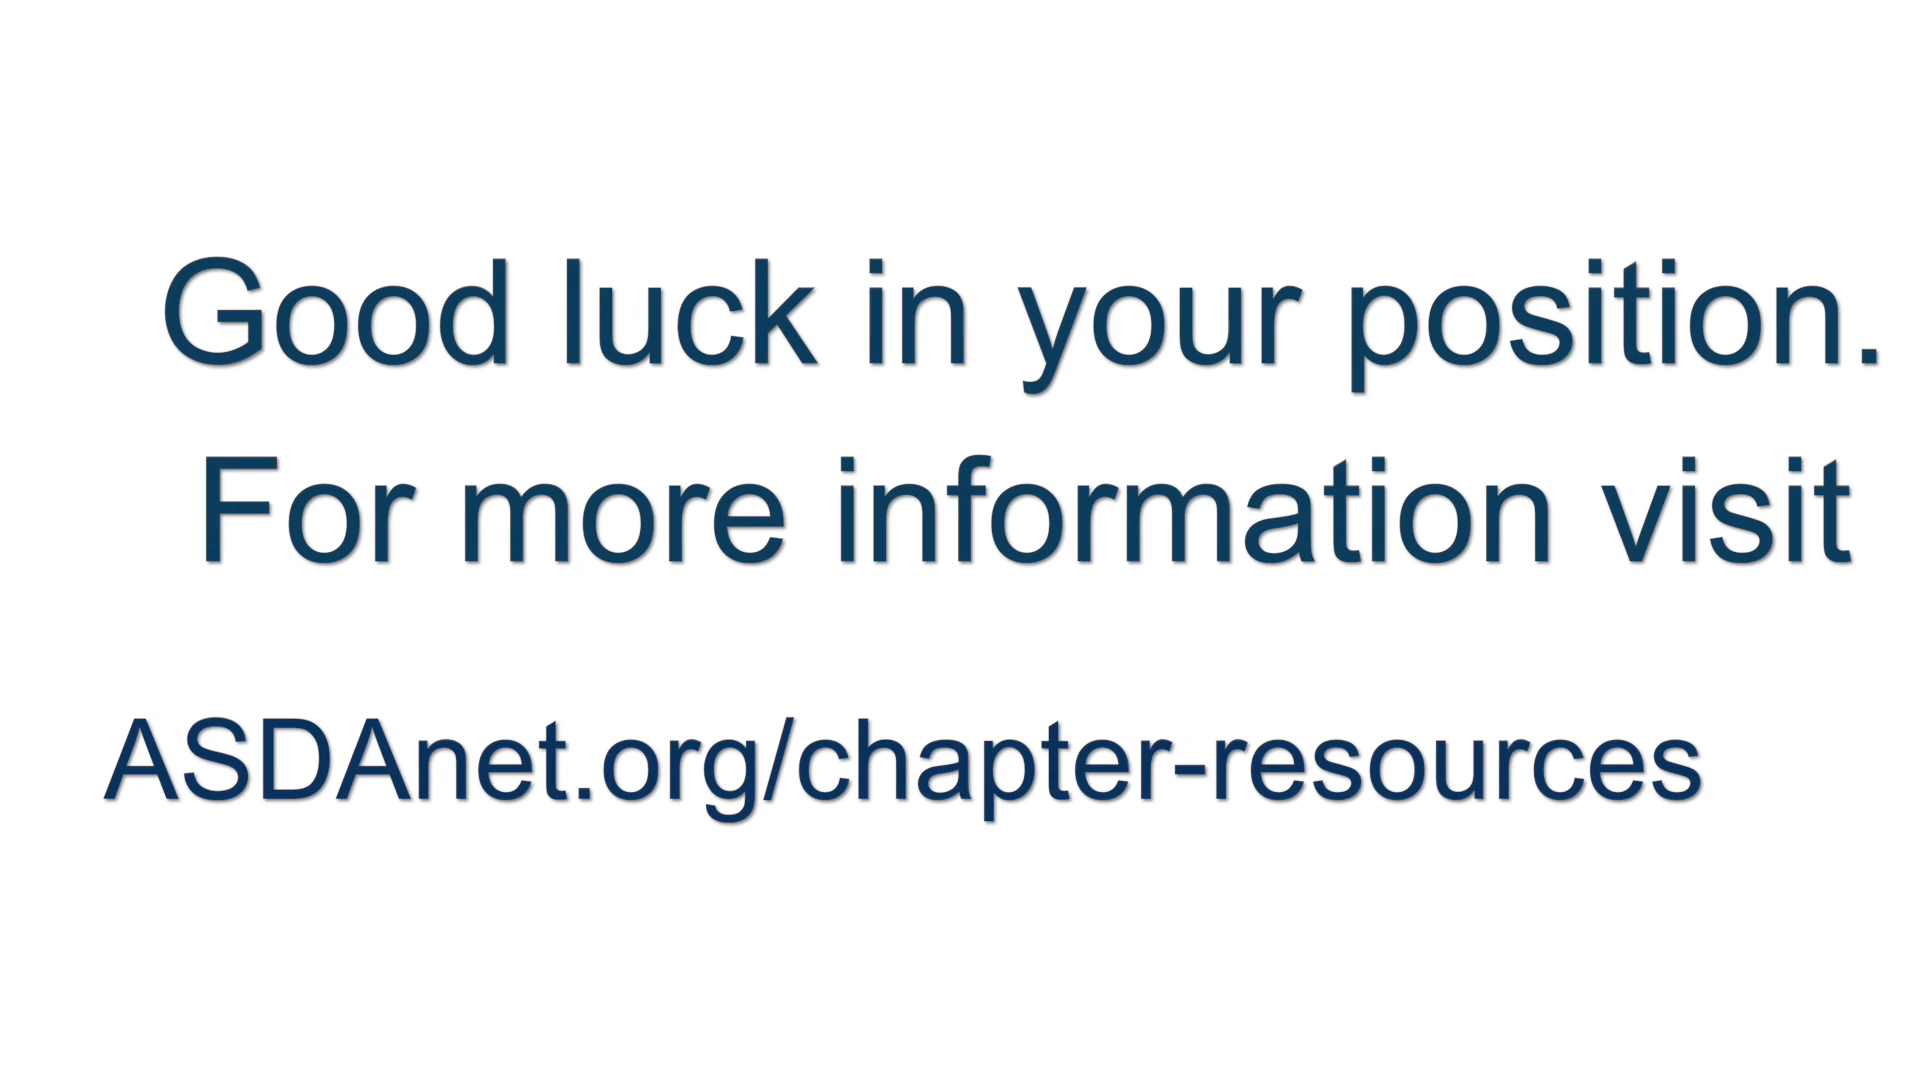 Good luck in your position.
For more information visit
ASDAnet.org/chapter-resources